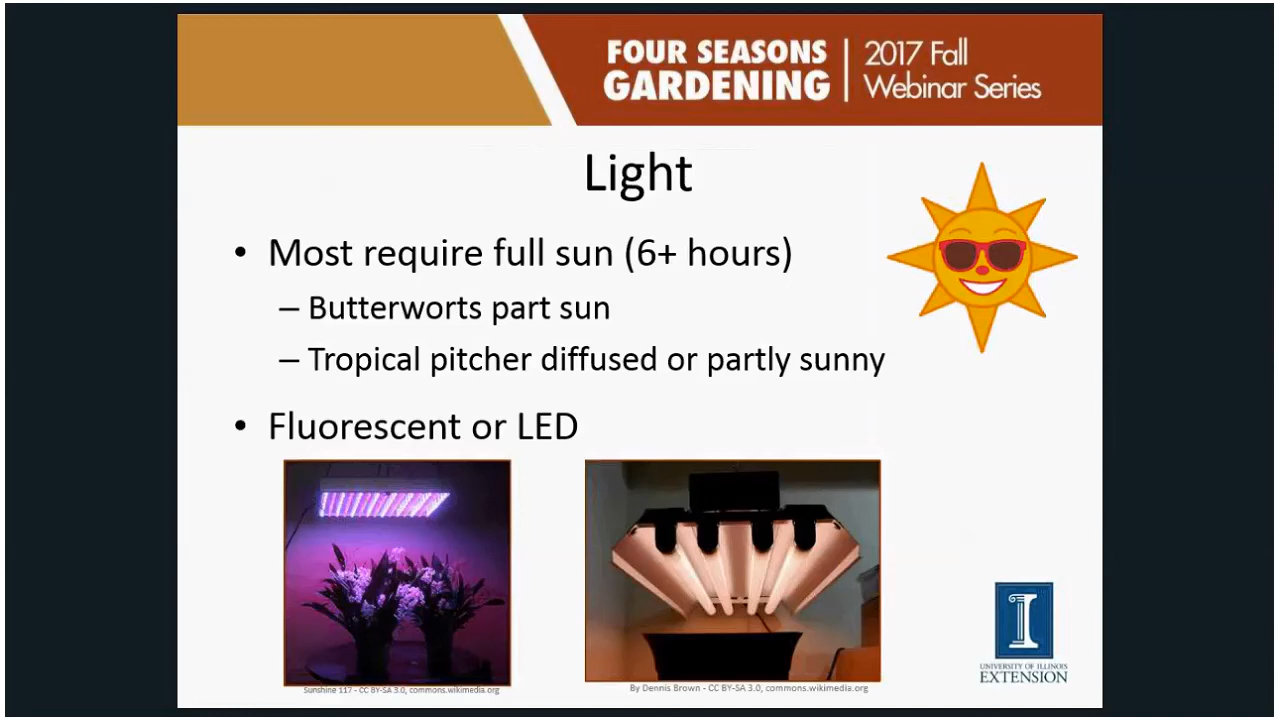 FOUR SEASONS
GARDENING
2017 Fall
Webinar Series
Light
• Most require full sun (6+ hours)
– Butterworts part sun
– Tropical pitcher diffused or partly sunny
• Fluorescent or LED
Sunshine 117 - CC BY-SA 3.0, commons.wikimedia.org
By Dennis Brown - CC BY-SA 3.0, commons.wikimedia.org
I
UNIVERSITY OF ILLINOIS
EXTENSION